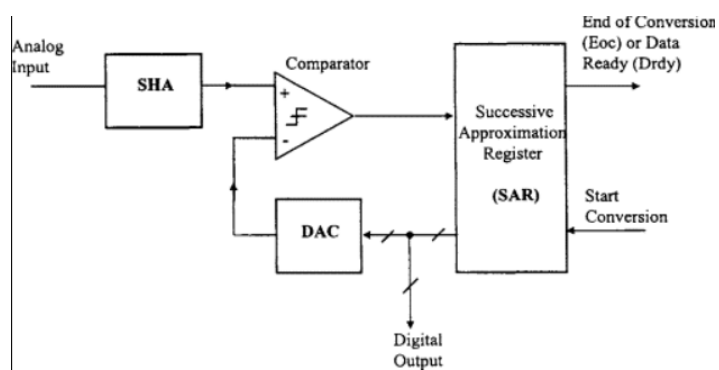 Analog
Input
SHA
Comparator
+
-
DAC
Successive
Approximation
Register
(SAR)
End of Conversion
(Eoc) or Data
Ready (Drdy)
Start
Conversion
Digital
Output